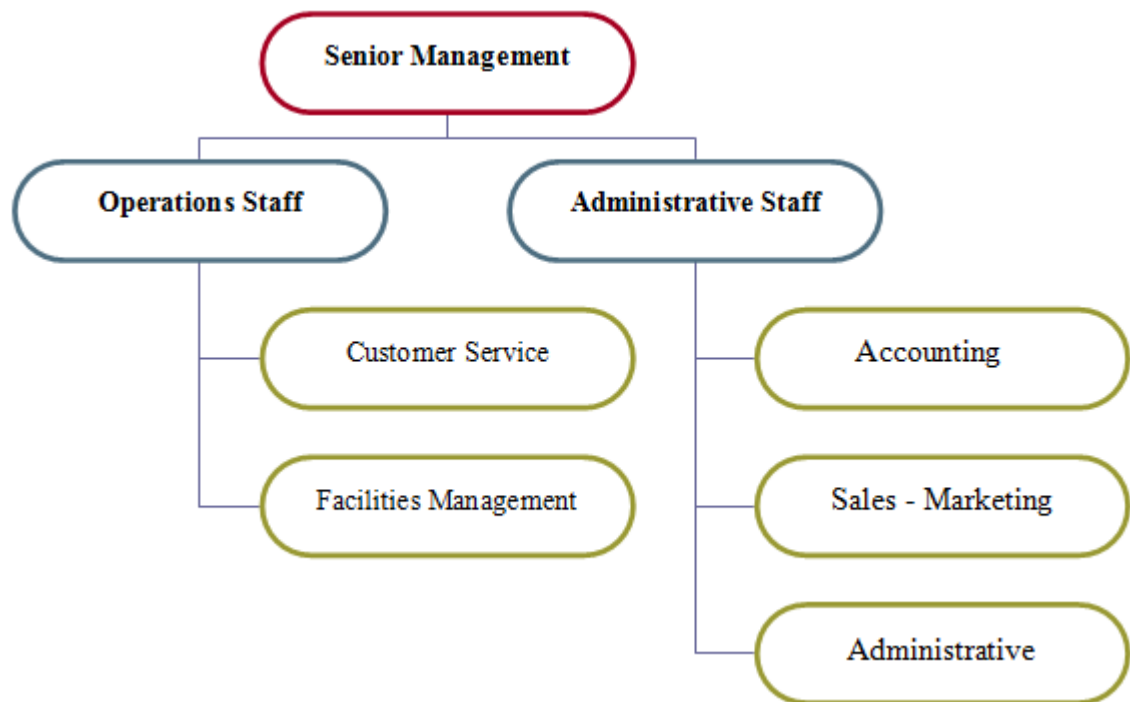 Senior Management
Operations Staff
Administrative Staff
Customer Service
Accounting
Facilities Management
Sales - Marketing
Administrative